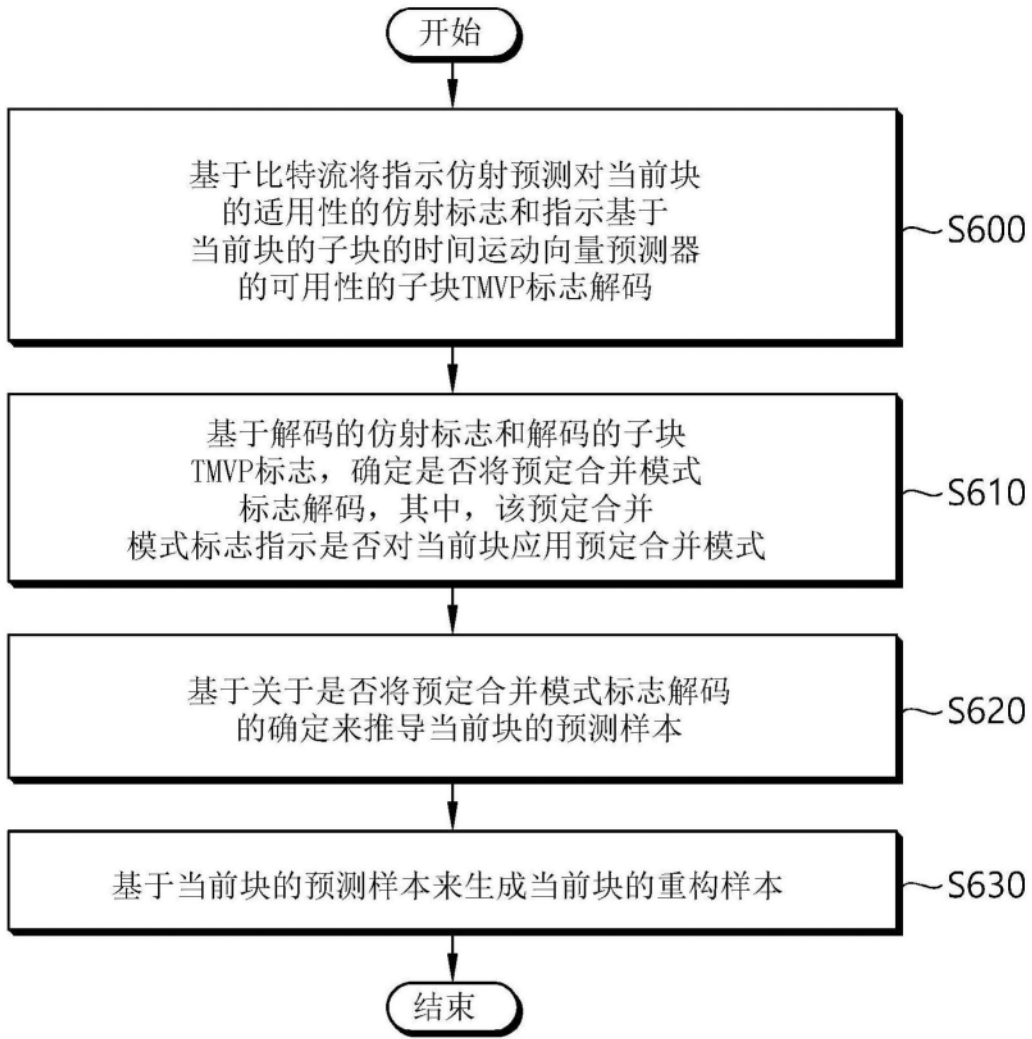 开始
基于比特流将指示仿射预测对当前块
的适用性的仿射标志和指示基于
当前块的子块的时间运动向量预测器
的可用性的子块TMVP标志解码
S600
基于解码的仿射标志和解码的子块
TMVP标志，确定是否将预定合并模式
标志解码，其中，该预定合并
模式标志指示是否对当前块应用预定合并模式
S610
基于关于是否将预定合并模式标志解码
的确定来推导当前块的预测样本
S620
基于当前块的预测样本来生成当前块的重构样本
S630
结束